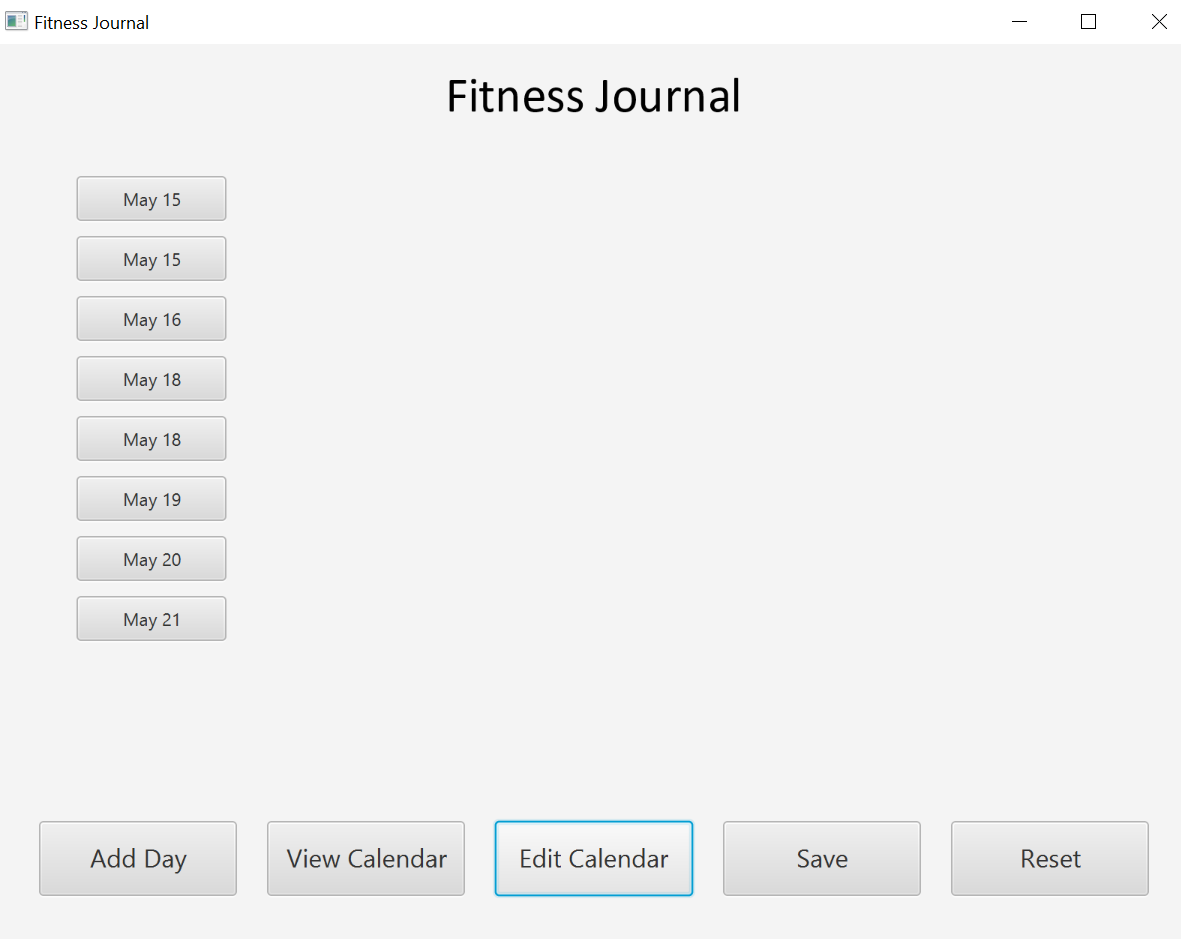 Fitness Journal
Fitness Journal
May 15
May 15
May 16
May 18
May 18
May 19
May 20
May 21
Add Day
View Calendar
Edit Calendar
Save
Reset